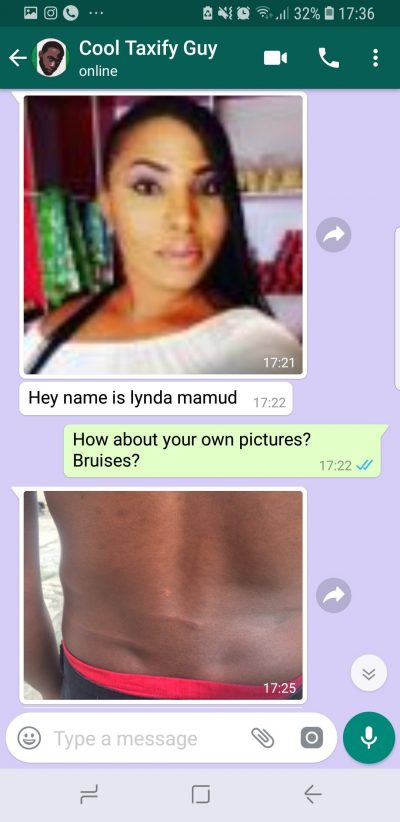 32% 17:36
Cool Taxify Guy
online
17:21
Hey name is lynda mamud 17:22
How about your own pictures?
Bruises?
17:22
17:25
Type a message